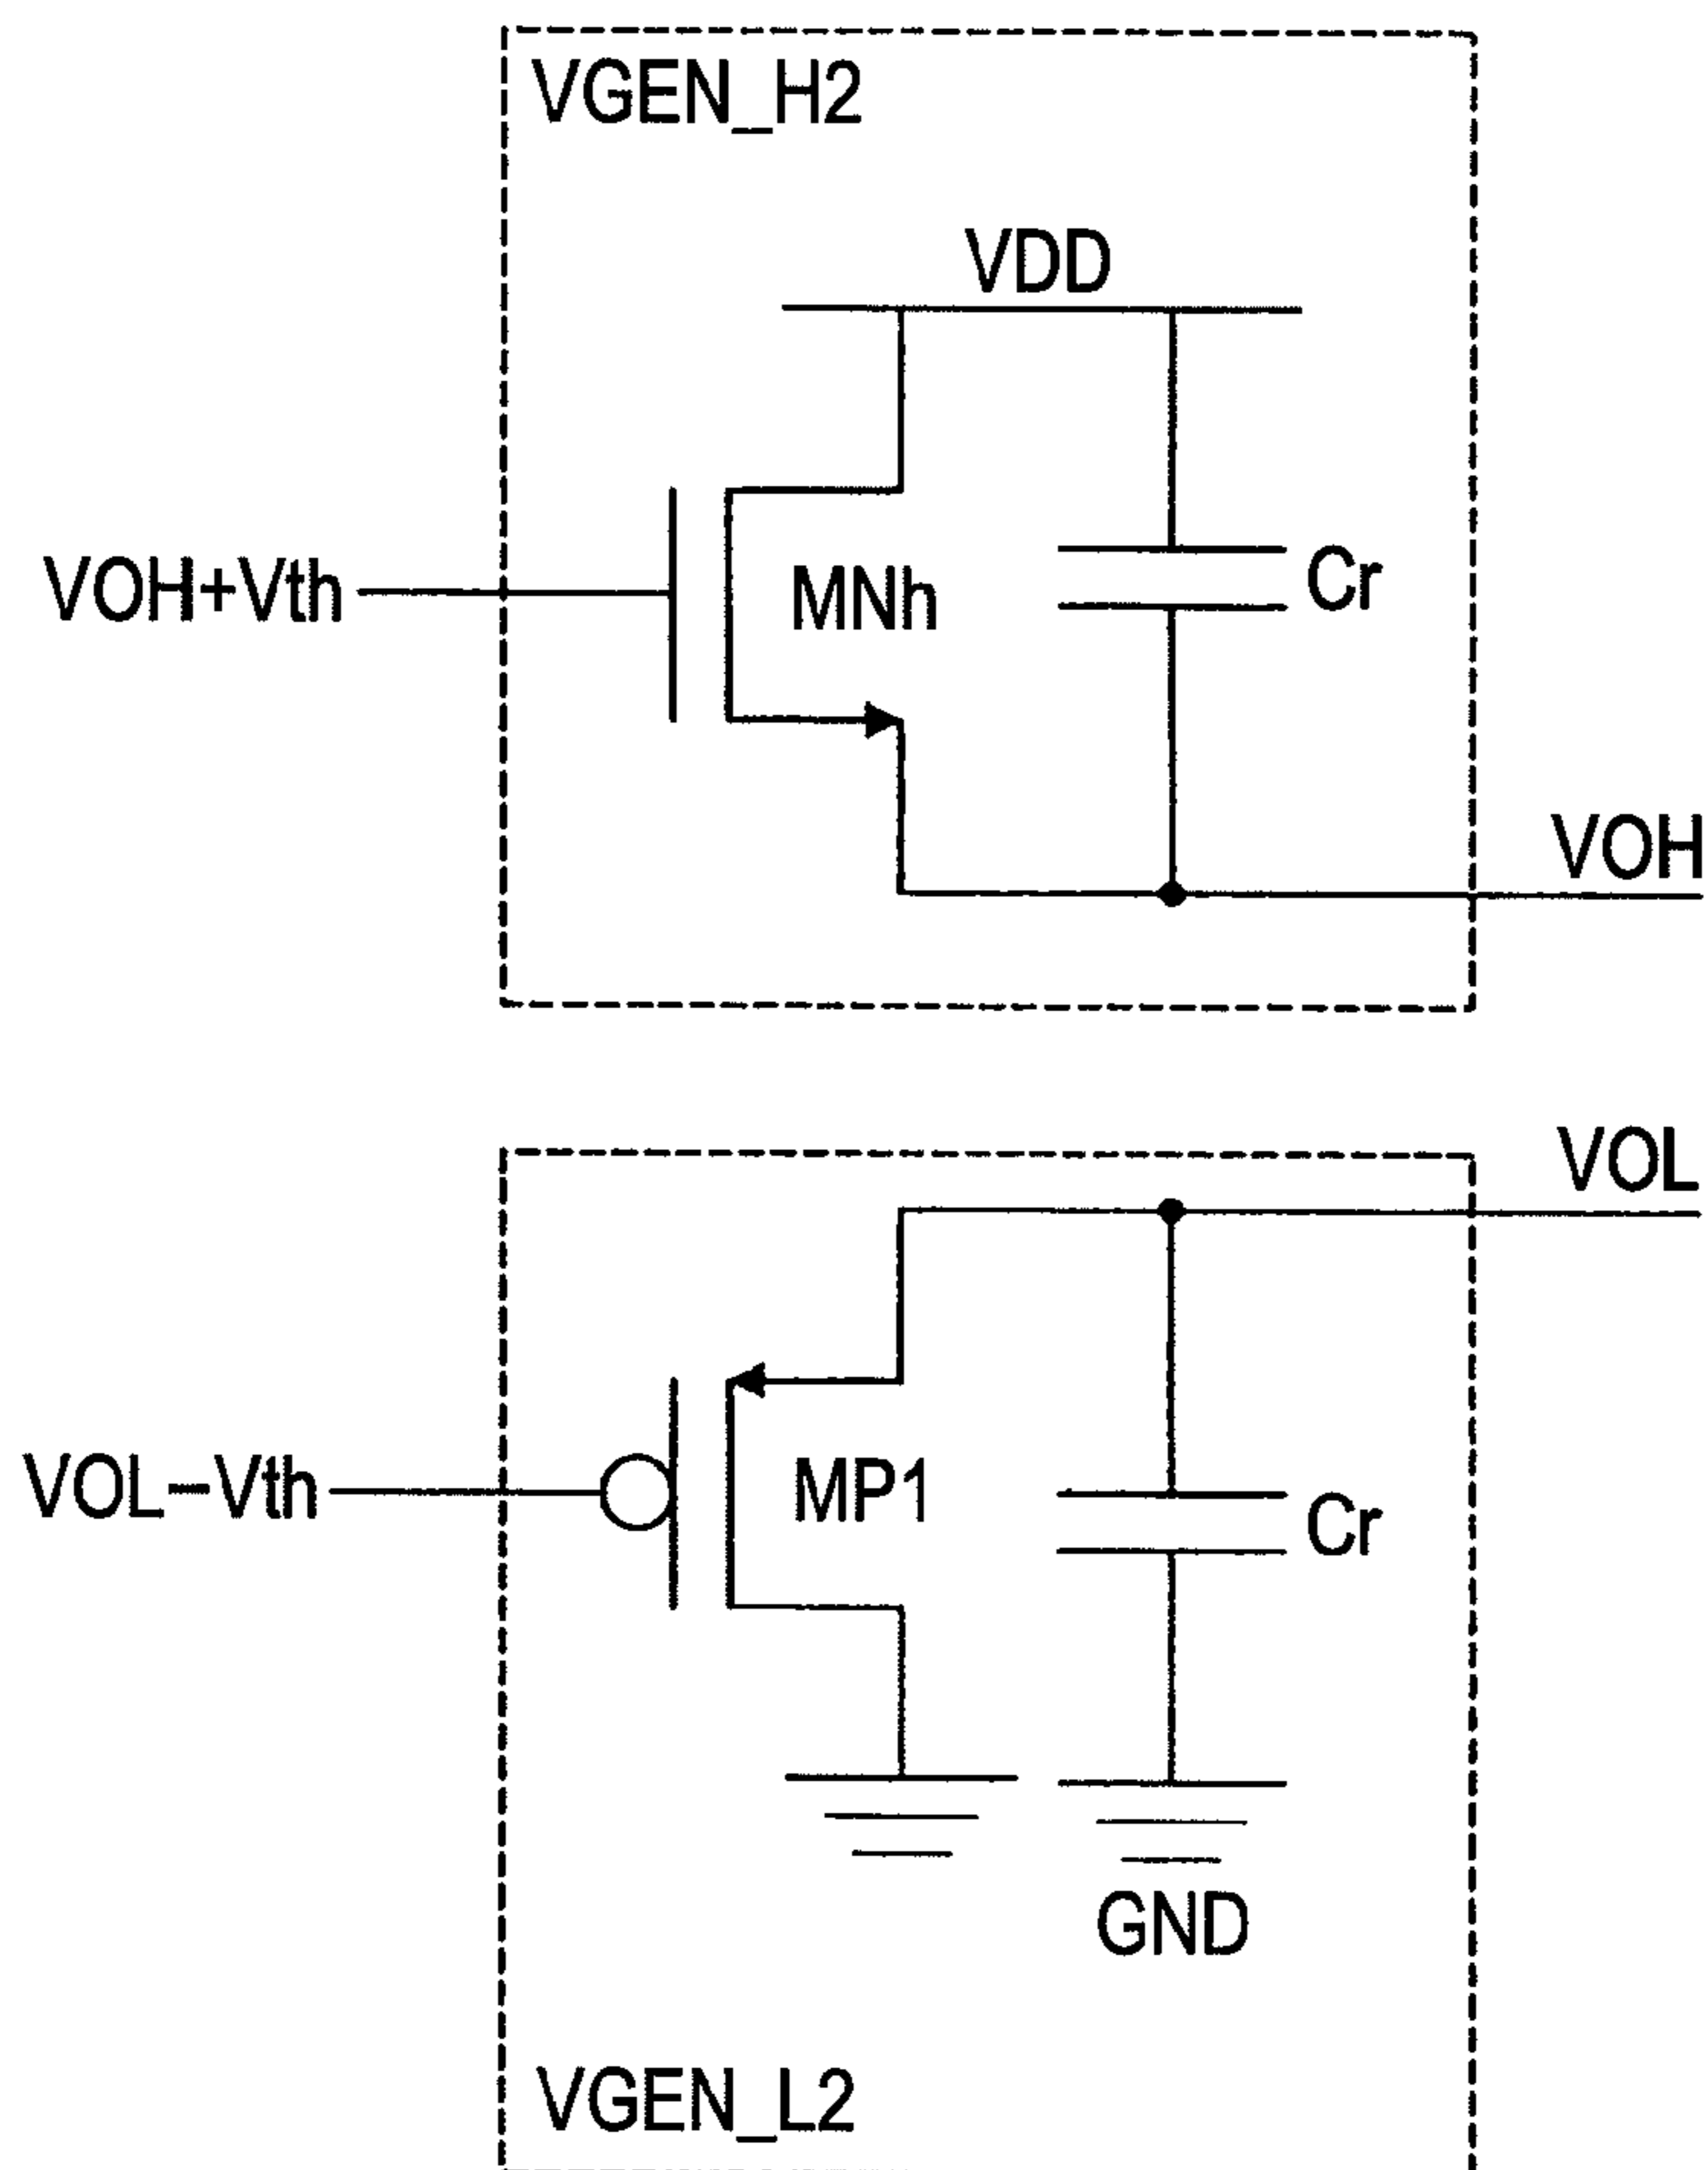 VGEN_H2
VDD
VOH+Vth
MNh
Cr
VOH
VOL
VOL-Vth
MP1
Cr
GND
VGEN_L2